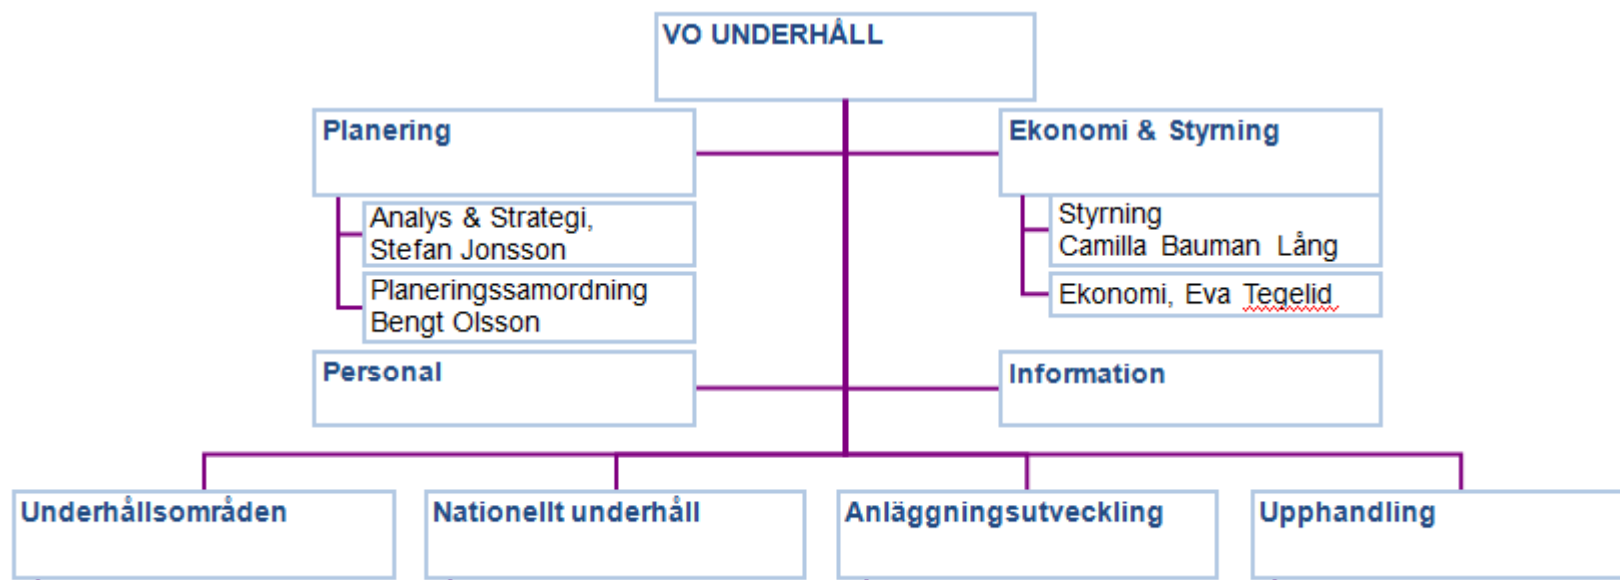 VO UNDERHÅLL
Planering
Ekonomi & Styrning
Analys & Strategi,
Stefan Jonsson
Styrning
Camilla Bauman Lång
Planeringssamordning
Bengt Olsson
Ekonomi, Eva Tegelid
Personal
Information
Underhållsområden
Nationellt underhåll
Anläggningsutveckling
Upphandling